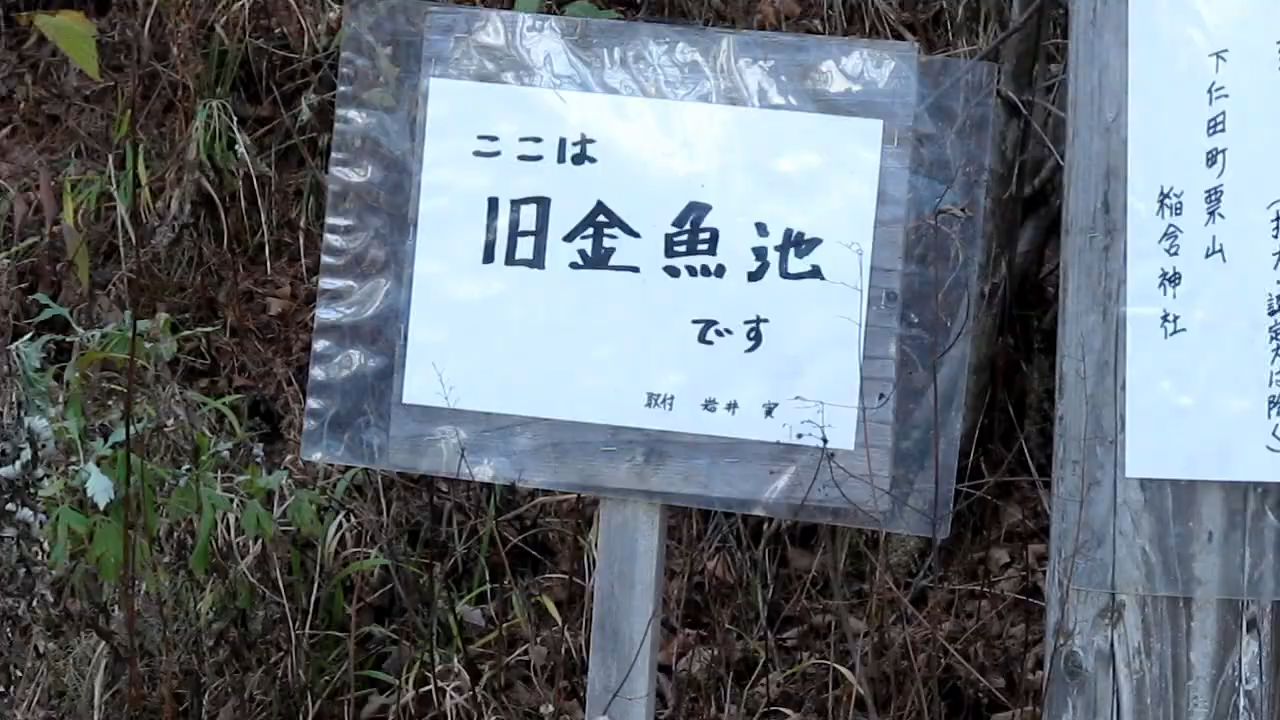 ここは
旧金魚池
です
取付 岩井 実
下仁田町栗山
稲含神社